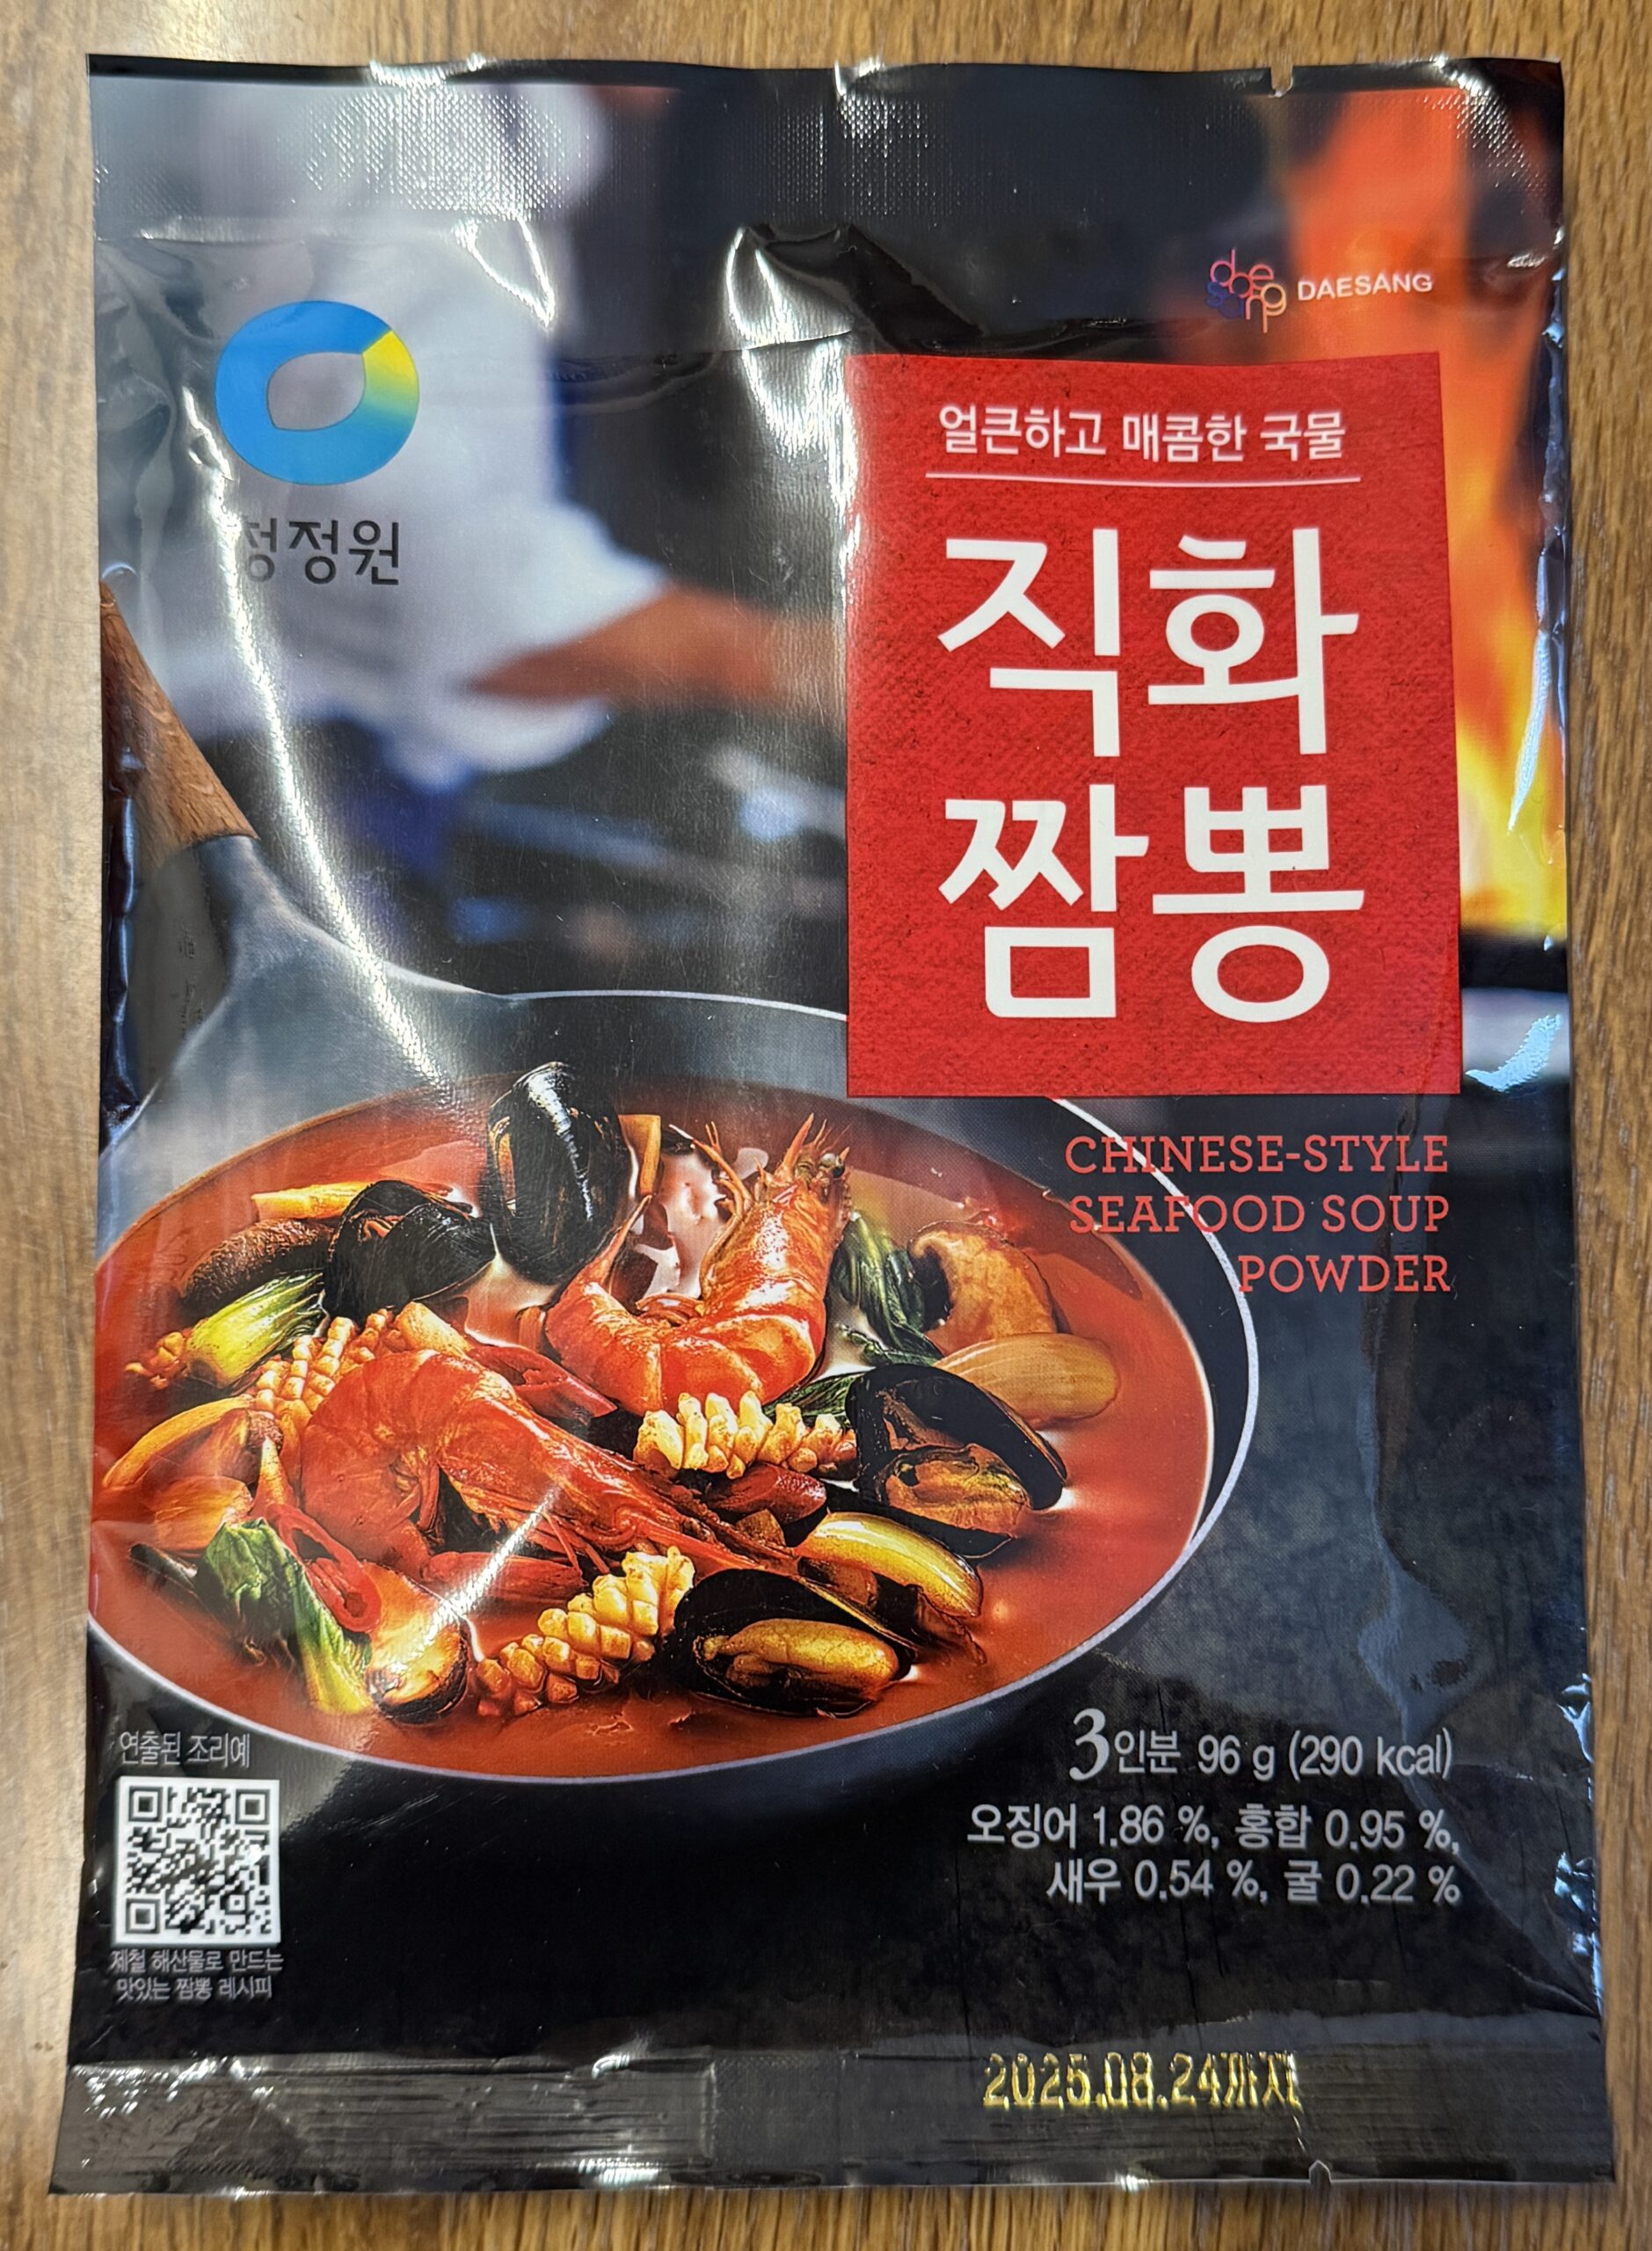 DAESANG
정정원
얼큰하고 매콤한 국물
직화
짬뽕
CHINESE-STYLE
SEAFOOD SOUP
POWDER
연출된 조리예
제철 해산물로 만드는
맛있는 짬뽕 레시피
3인분 96 g (290 kcal)
오징어 1.86 %, 홍합 0.95 %,
새우 0.54 %, 굴 0.22 %
2025.08.24까지